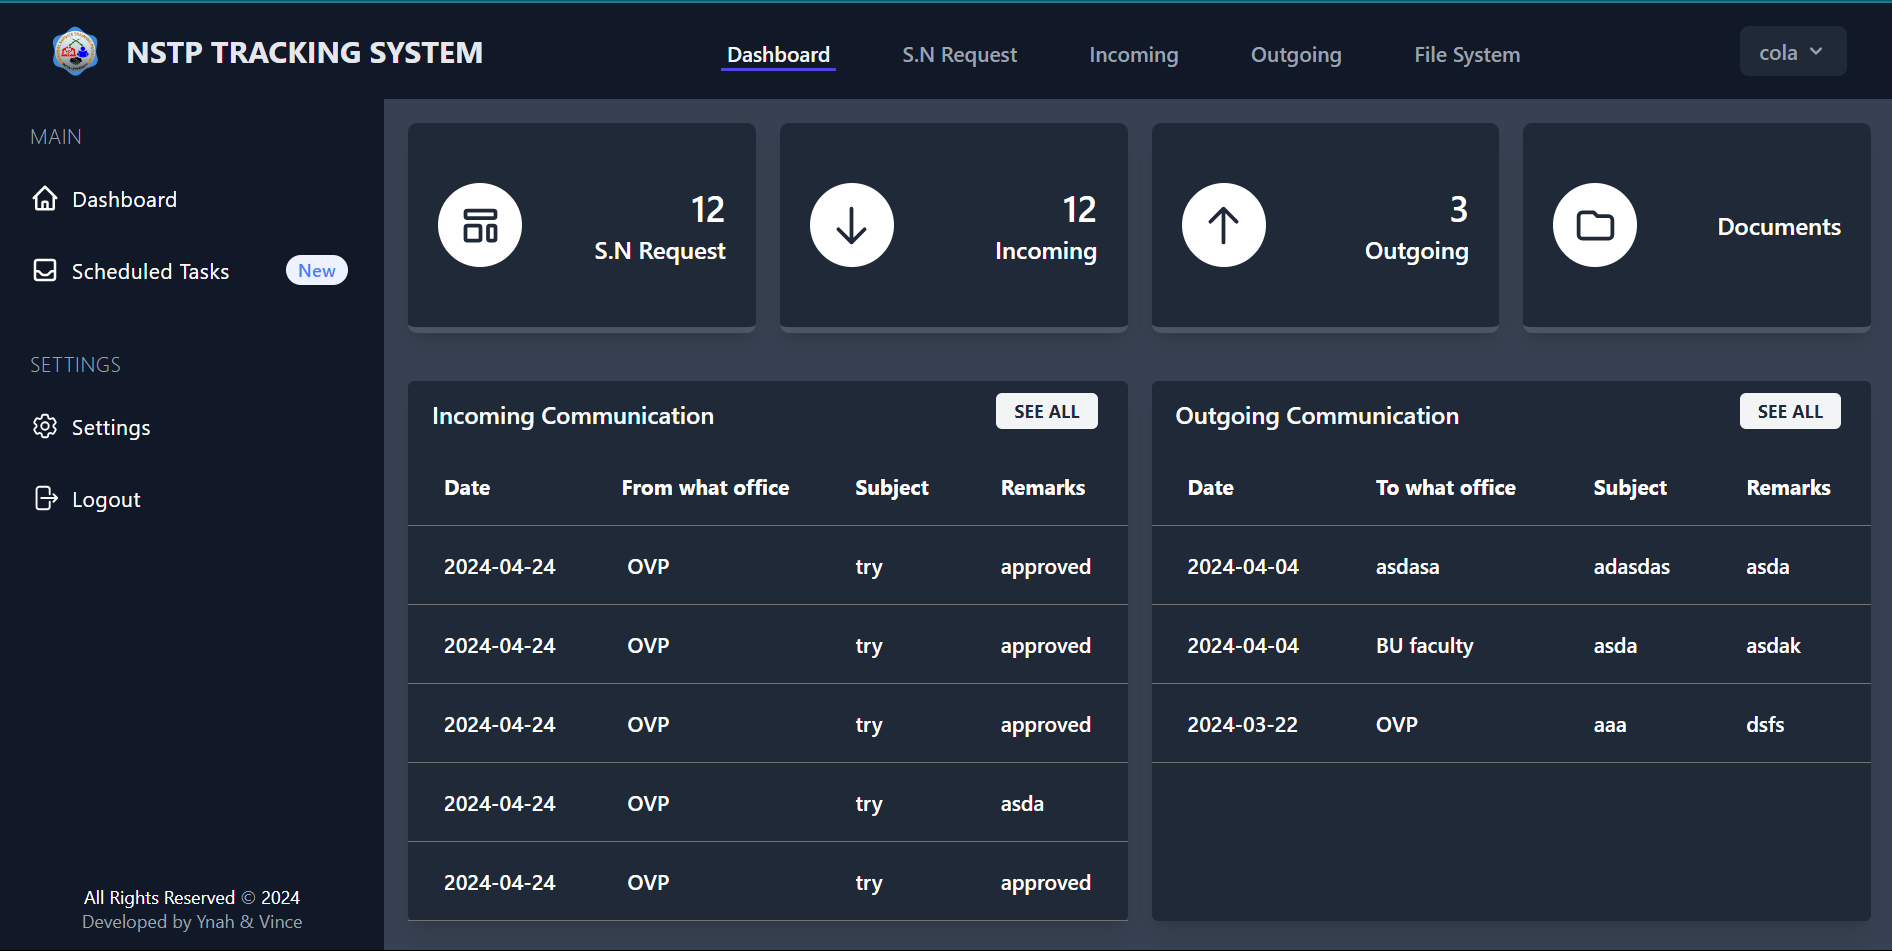 NSTP TRACKING SYSTEM
Dashboard
S.N Request
Incoming
Outgoing
File System
cola
MAIN
Dashboard
Scheduled Tasks New
SETTINGS
Settings
Logout
All Rights Reserved © 2024
Developed by Ynah & Vince
12
S.N Request
12
Incoming
3
Outgoing
Documents
Incoming Communication SEE ALL
Date From what office Subject Remarks
2024-04-24 OVP try approved
2024-04-24 OVP try approved
2024-04-24 OVP try approved
2024-04-24 OVP try asda
2024-04-24 OVP try approved
Outgoing Communication SEE ALL
Date To what office Subject Remarks
2024-04-04 asdasa adasdas asda
2024-04-04 BU faculty asda asdak
2024-03-22 OVP aaa dsfs